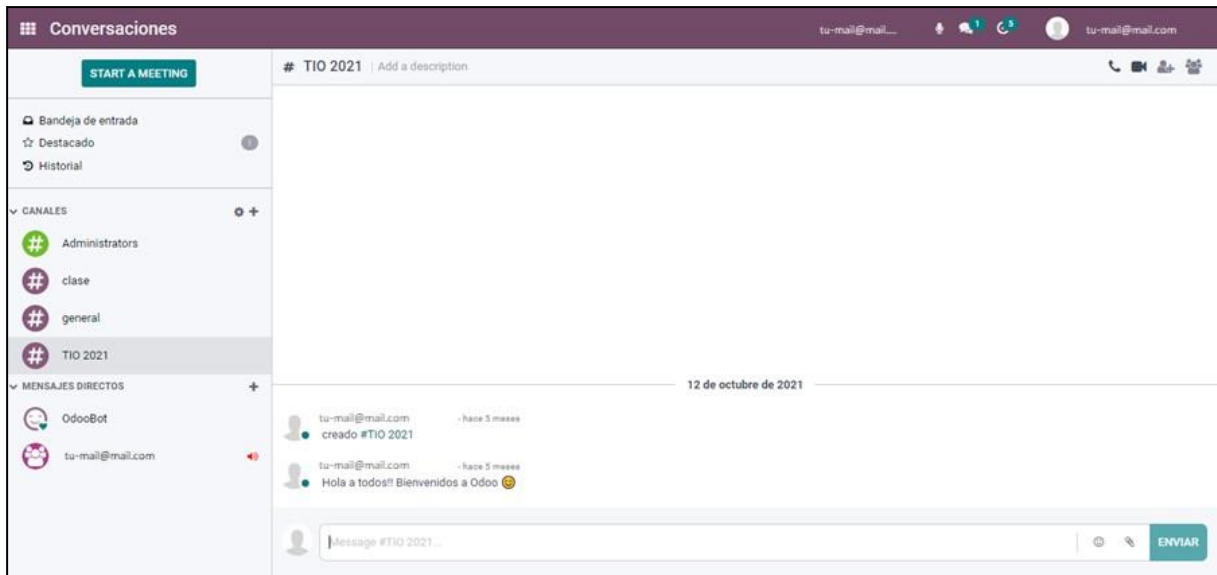 Conversaciones
tu-mail@mail....
1
5
tu-mail@mail.com
START A MEETING
# TIO 2021 | Add a description
Bandeja de entrada
Destacado
Historial
CANALES
Administrators
clase
general
TIO 2021
MENSAJES DIRECTOS
OdooBot
tu-mail@mail.com
12 de octubre de 2021
tu-mail@mail.com - hace 5 meses
creado #TIO 2021
tu-mail@mail.com - hace 5 meses
Hola a todos!! Bienvenidos a Odoo 😊
Message #TIO 2021...
ENVIAR